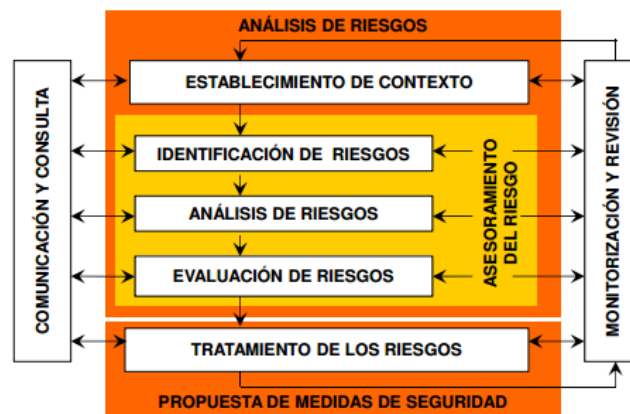 ANÁLISIS DE RIESGOS
ESTABLECIMIENTO DE CONTEXTO
IDENTIFICACIÓN DE RIESGOS
ANÁLISIS DE RIESGOS
EVALUACIÓN DE RIESGOS
ASESORAMIENTO
DEL RIESGO
TRATAMIENTO DE LOS RIESGOS
PROPUESTA DE MEDIDAS DE SEGURIDAD
COMUNICACIÓN Y CONSULTA
MONITORIZACIÓN Y REVISIÓN